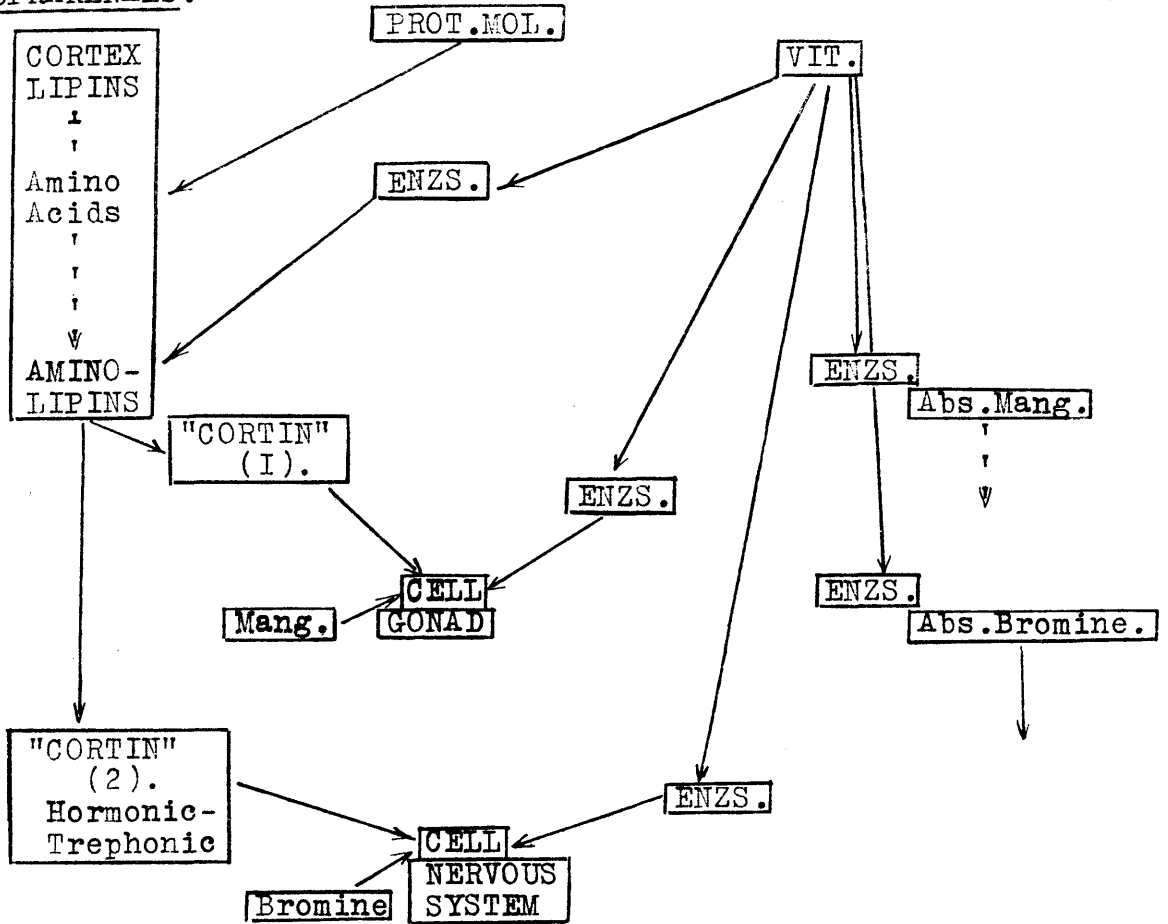 PROT.MOL.
CORTEX
LIPINS
Amino
Acids
AMINO-
LIPINS
VIT.
ENZS.
"CORTIN"
(I).
ENZS.
CELL
GONAD
Mang.
ENZS.
Abs.Mang.
ENZS.
Abs.Bromine.
"CORTIN"
(2).
Hormonic-
Trephonic
ENZS.
CELL
NERVOUS
SYSTEM
Bromine